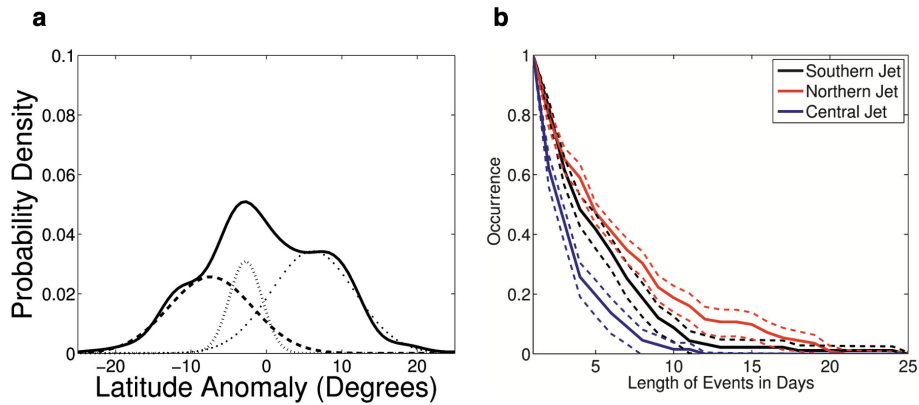 a
b
0.1
0.08
0.06
0.04
0.02
0
Probability Density
−20 −10 0 10 20
Latitude Anomaly (Degrees)
1
0.8
0.6
0.4
0.2
0
Occurrence
Southern Jet
Northern Jet
Central Jet
5 10 15 20 25
Length of Events in Days